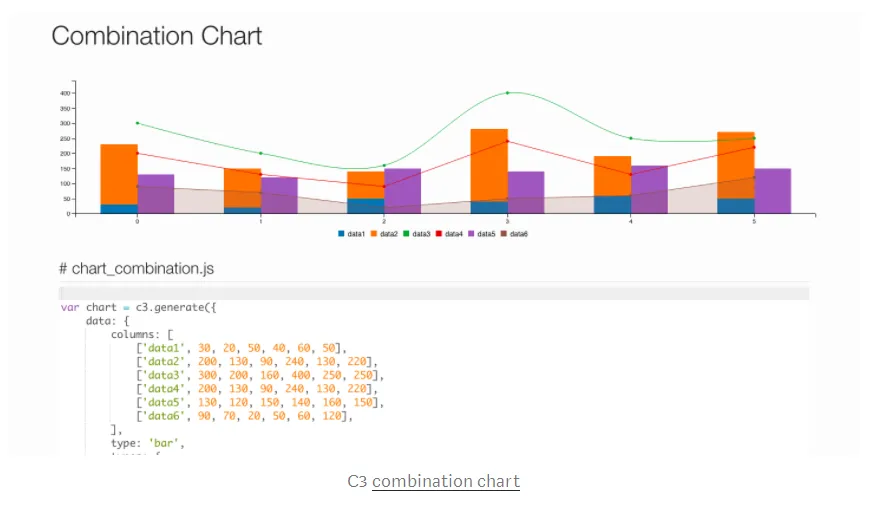 Combination Chart
400
350
300
250
200
150
100
50
0
0 1 2 3 4 5
data1 data2 data3 data4 data5 data6
# chart_combination.js
var chart = c3.generate({
data: {
columns: [
['data1', 30, 20, 50, 40, 60, 50],
['data2', 200, 130, 90, 240, 130, 220],
['data3', 300, 200, 160, 400, 250, 250],
['data4', 200, 130, 90, 240, 130, 220],
['data5', 130, 120, 150, 140, 160, 150],
['data6', 90, 70, 20, 50, 60, 120],
],
type: 'bar',
C3 combination chart